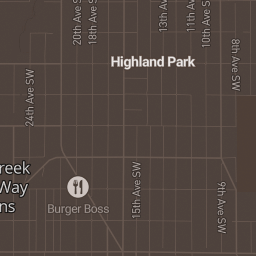 20th Ave SW
18th Ave SW
13th Ave
11th Ave
10th Ave SW
8th Ave SW
Highland Park
24th Ave SW
reek
Way
ns
Burger Boss
15th Ave SW
9th Ave SW